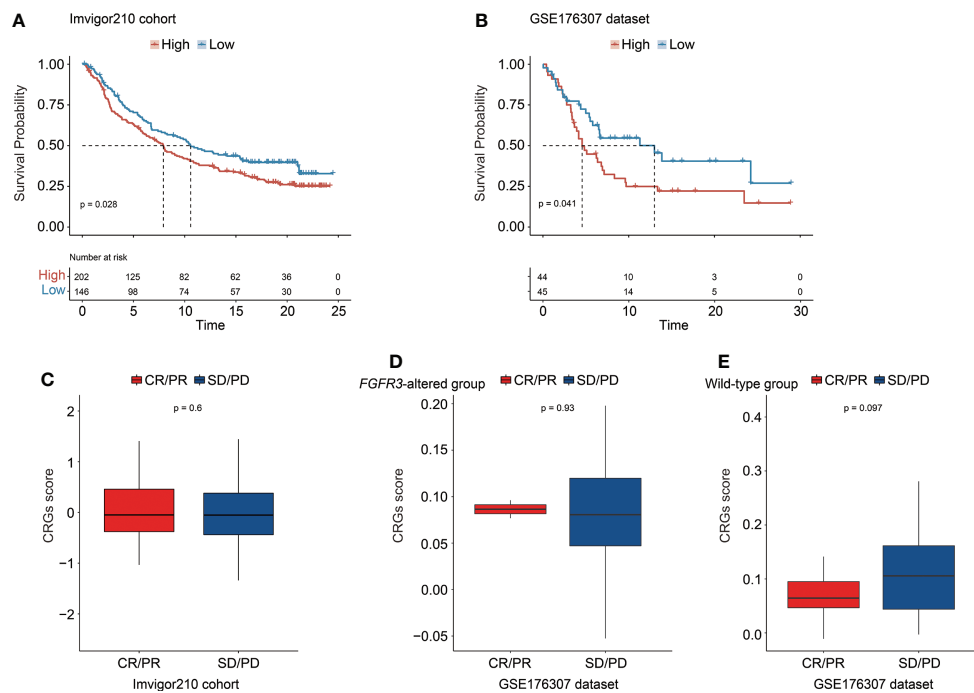 A
Imvigor210 cohort
High Low
Survival Probability
1.00
0.75
0.50
0.25
0.00
p = 0.028
Number at risk
High 202 125 82 62 36 0
Low 146 98 74 57 30 0
0 5 10 15 20 25
Time
B
GSE176307 dataset
High Low
Survival Probability
1.00
0.75
0.50
0.25
0.00
p = 0.041
44 10 3 0
45 14 5 0
0 10 20 30
Time
C
CR/PR SD/PD
p = 0.6
CRGs score
2
1
0
−1
−2
CR/PR SD/PD
Imvigor210 cohort
D
FGFR3-altered group CR/PR SD/PD
p = 0.93
CRGs score
0.20
0.15
0.10
0.05
0.00
−0.05
CR/PR SD/PD
GSE176307 dataset
E
Wild-type group CR/PR SD/PD
p = 0.097
CRGs score
0.4
0.3
0.2
0.1
0.0
CR/PR SD/PD
GSE176307 dataset